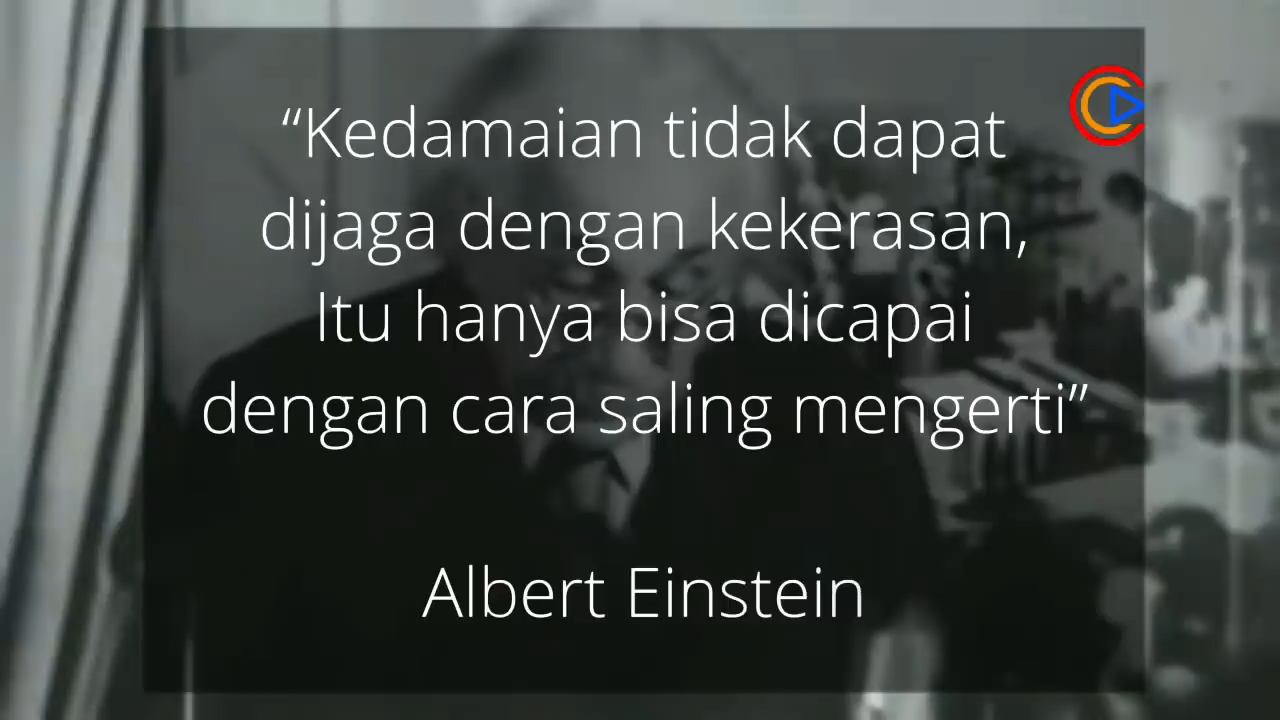 “Kedamaian tidak dapat
dijaga dengan kekerasan,
Itu hanya bisa dicapai
dengan cara saling mengerti”
Albert Einstein